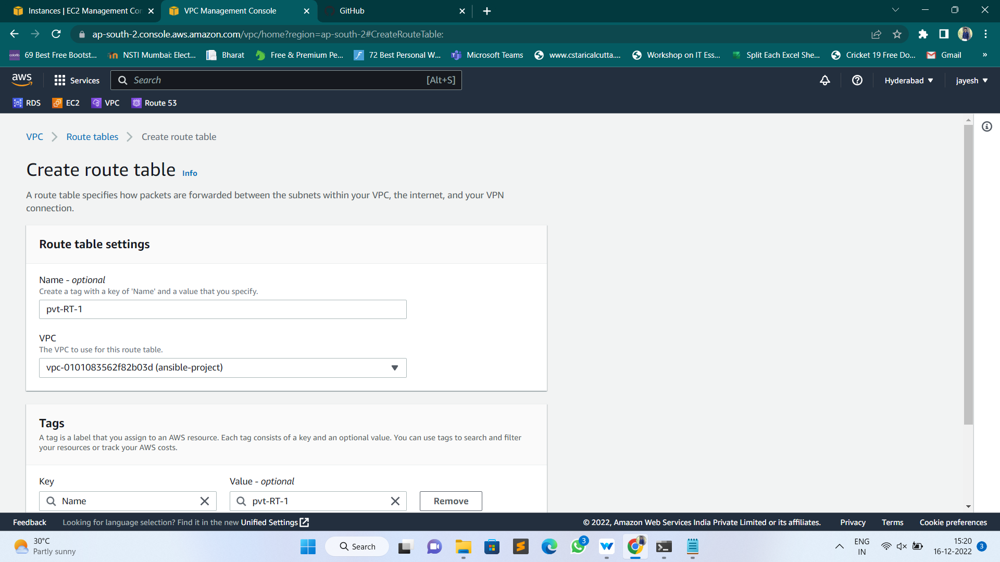 Instances | EC2 Management Con
VPC Management Console
GitHub
ap-south-2.console.aws.amazon.com/vpc/home?region=ap-south-2#CreateRouteTable:
69 Best Free Bootst...
NSTI Mumbai: Elect...
Bharat
Free & Premium Pe...
72 Best Personal W...
Microsoft Teams
www.cstaricalcutta....
Workshop on IT Ess...
Split Each Excel She...
Cricket 19 Free Do...
Gmail
»
aws
Services
Search
[Alt+S]
Hyderabad
jayesh
RDS
EC2
VPC
Route 53
VPC
Route tables
Create route table
Create route table Info
A route table specifies how packets are forwarded between the subnets within your VPC, the internet, and your VPN
connection.
Route table settings
Name - optional
Create a tag with a key of 'Name' and a value that you specify.
pvt-RT-1
VPC
The VPC to use for this route table.
vpc-0101083562f82b03d (ansible-project)
Tags
A tag is a label that you assign to an AWS resource. Each tag consists of a key and an optional value. You can use tags to search and filter
your resources or track your AWS costs.
Key
Value - optional
Name
pvt-RT-1
Remove
Feedback
Looking for language selection? Find it in the new Unified Settings
© 2022, Amazon Web Services India Private Limited or its affiliates.
Privacy
Terms
Cookie preferences
30°C
Partly sunny
Search
3
ENG
IN
15:20
16-12-2022
3